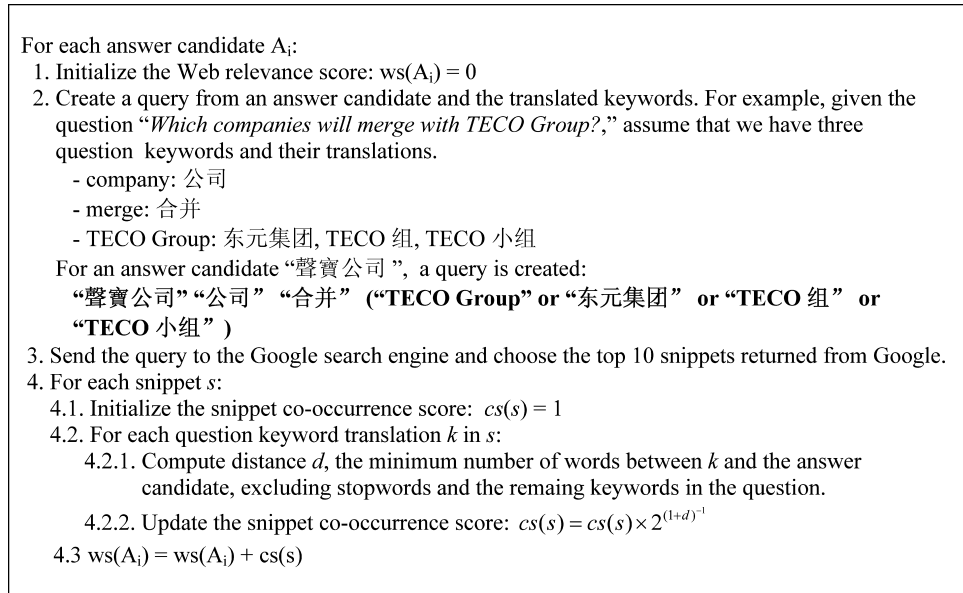 For each answer candidate Aᵢ:
1. Initialize the Web relevance score: ws(Aᵢ) = 0
2. Create a query from an answer candidate and the translated keywords. For example, given the
question “Which companies will merge with TECO Group?,” assume that we have three
question keywords and their translations.
- company: 公司
- merge: 合并
- TECO Group: 东元集团, TECO 组, TECO 小组
For an answer candidate “聲寶公司 ”, a query is created:
“聲寶公司” “公司” “合并” (“TECO Group” or “东元集团” or “TECO 组” or
“TECO 小组” )
3. Send the query to the Google search engine and choose the top 10 snippets returned from Google.
4. For each snippet s:
4.1. Initialize the snippet co-occurrence score: cs(s) = 1
4.2. For each question keyword translation k in s:
4.2.1. Compute distance d, the minimum number of words between k and the answer
candidate, excluding stopwords and the remaing keywords in the question.
4.2.2. Update the snippet co-occurrence score: cs(s) = cs(s) × 2^{(1+d)^{-1}}
4.3 ws(Aᵢ) = ws(Aᵢ) + cs(s)